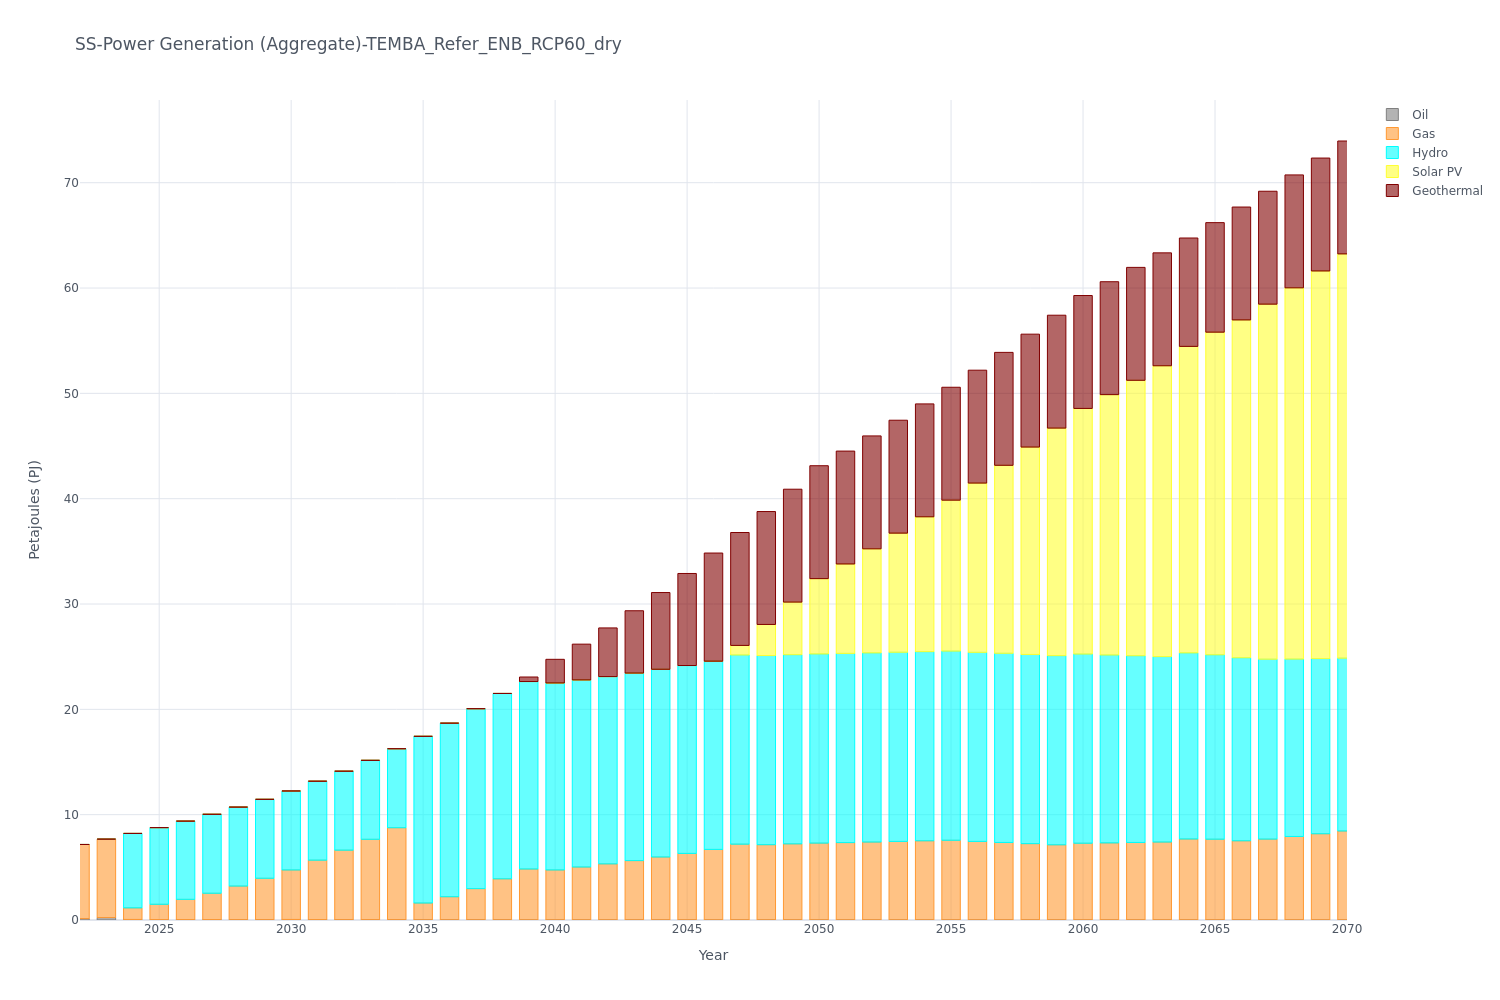 SS-Power Generation (Aggregate)-TEMBA_Refer_ENB_RCP60_dry
Oil
Gas
Hydro
Solar PV
Geothermal
70
60
50
40
30
20
10
0
Petajoules (PJ)
2025
2030
2035
2040
2045
2050
2055
2060
2065
2070
Year